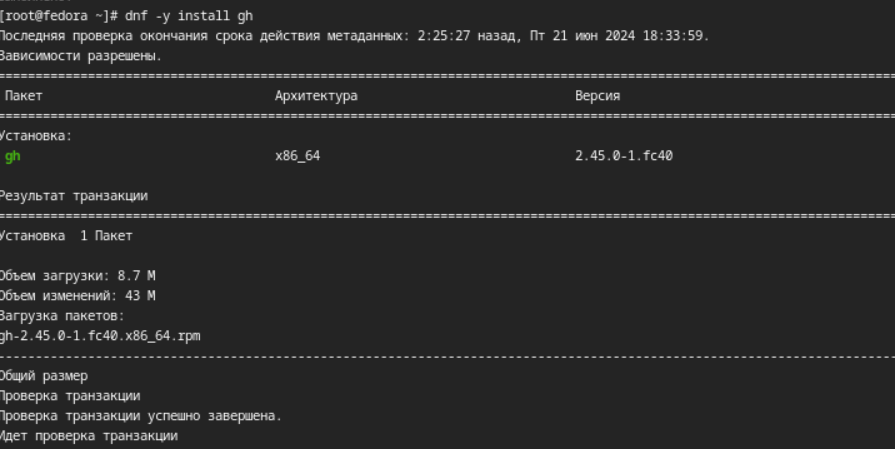 [root@fedora ~]# dnf -y install gh
Последняя проверка окончания срока действия метаданных: 2:25:27 назад, Пт 21 июн 2024 18:33:59.
Зависимости разрешены.
================================================================================
Пакет Архитектура Версия
================================================================================
Установка:
gh x86_64 2.45.0-1.fc40
Результат транзакции
================================================================================
Установка 1 Пакет
Объем загрузки: 8.7 M
Объем изменений: 43 M
Загрузка пакетов:
gh-2.45.0-1.fc40.x86_64.rpm
--------------------------------------------------------------------------------
Общий размер
Проверка транзакции
Проверка транзакции успешно завершена.
Идет проверка транзакции